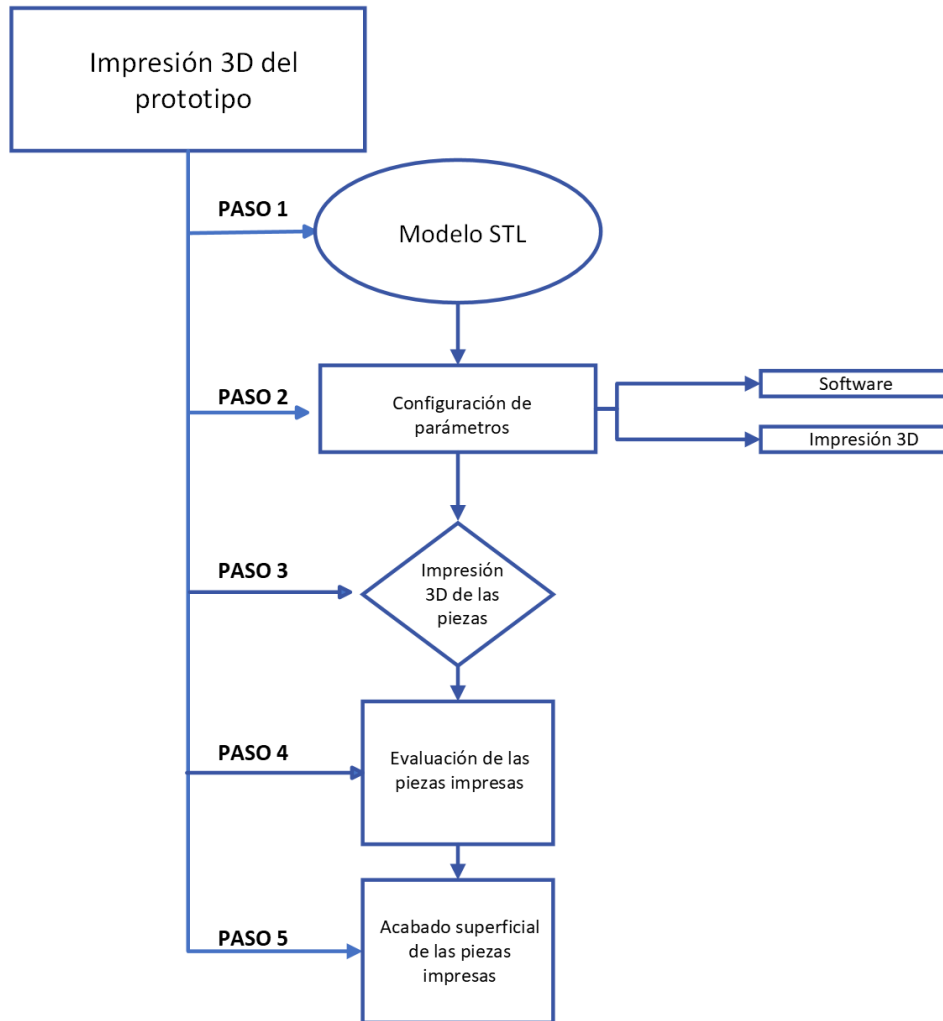 Impresión 3D del
prototipo
PASO 1
Modelo STL
PASO 2
Configuración de
parámetros
Software
Impresión 3D
PASO 3
Impresión
3D de las
piezas
PASO 4
Evaluación de las
piezas impresas
PASO 5
Acabado superficial
de las piezas
impresas